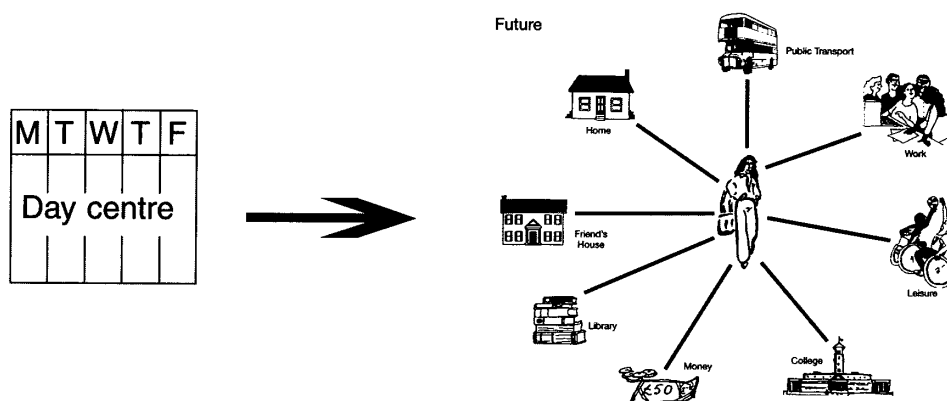 M T W T F
Day centre
Future
Public Transport
Home
Work
Friend's
House
Leisure
Library
Money
£50
College